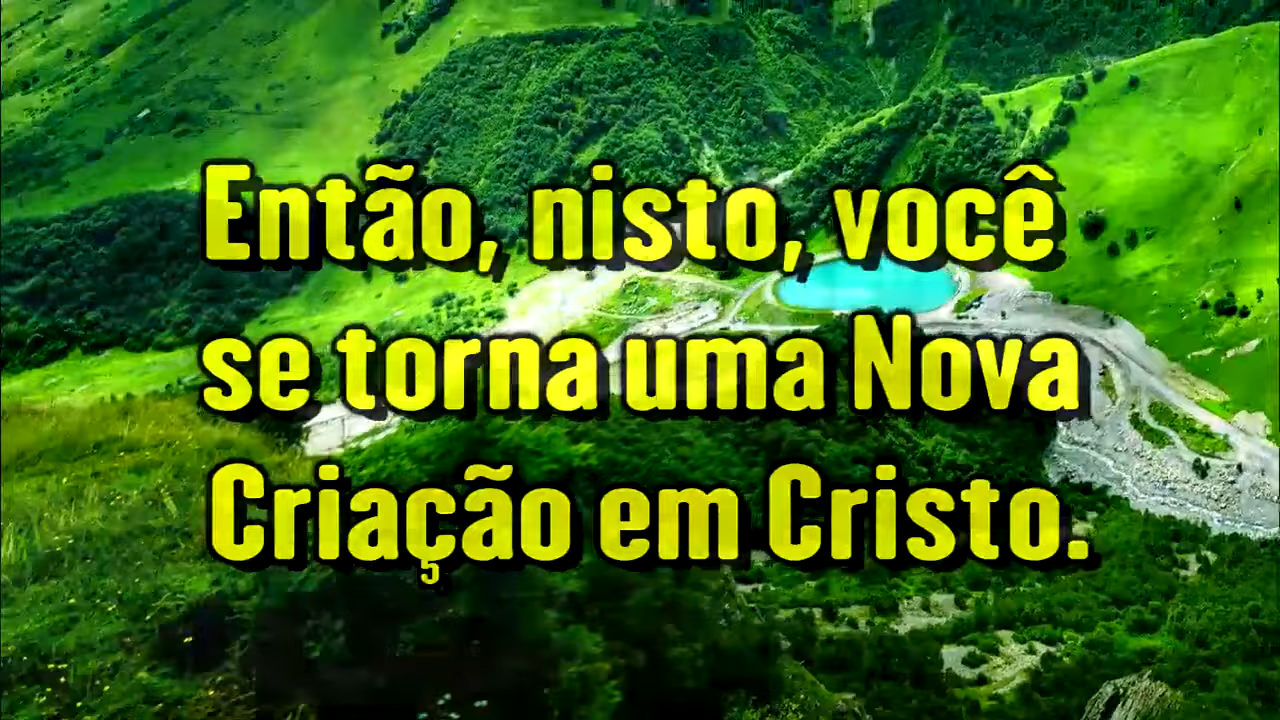 Então, nisto, você
se torna uma Nova
Criação em Cristo.